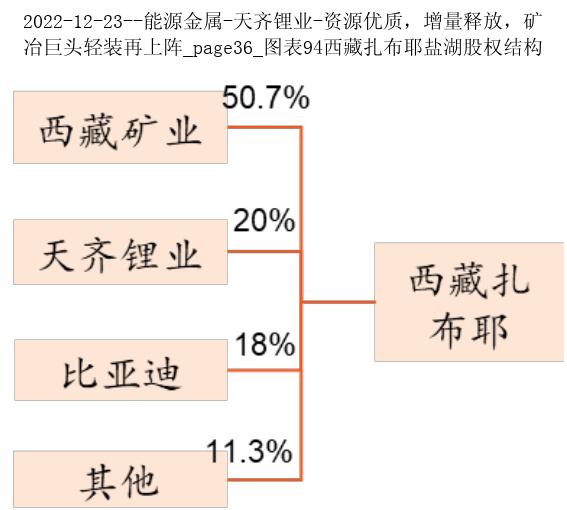 2022-12-23--能源金属-天齐锂业-资源优质，增量释放，矿
冶巨头轻装再上阵_page36_图表94西藏扎布耶盐湖股权结构
50.7%
西藏矿业
20%
天齐锂业
西藏扎
布耶
18%
比亚迪
11.3%
其他